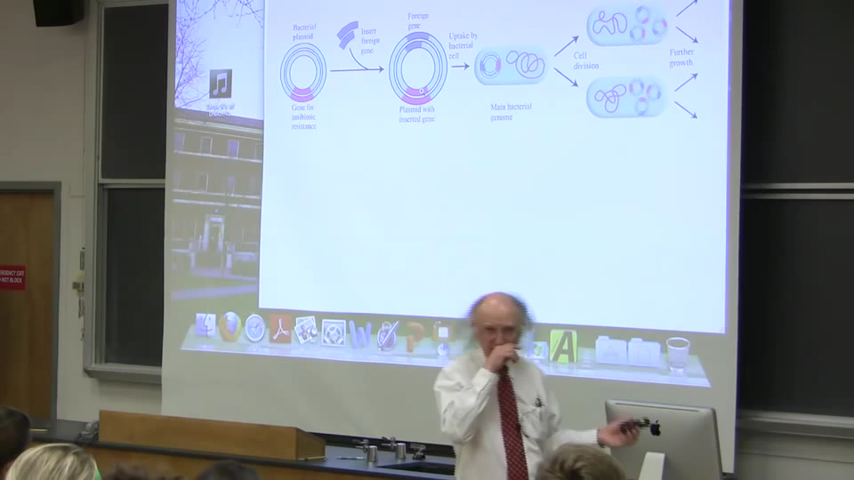 Bacterial
plasmid
Insert
foreign
gene
Foreign
gene
Uptake by
bacterial
cell
Cell
division
Further
growth
Gene for
antibiotic
resistance
Plasmid with
inserted gene
Main bacterial
genome